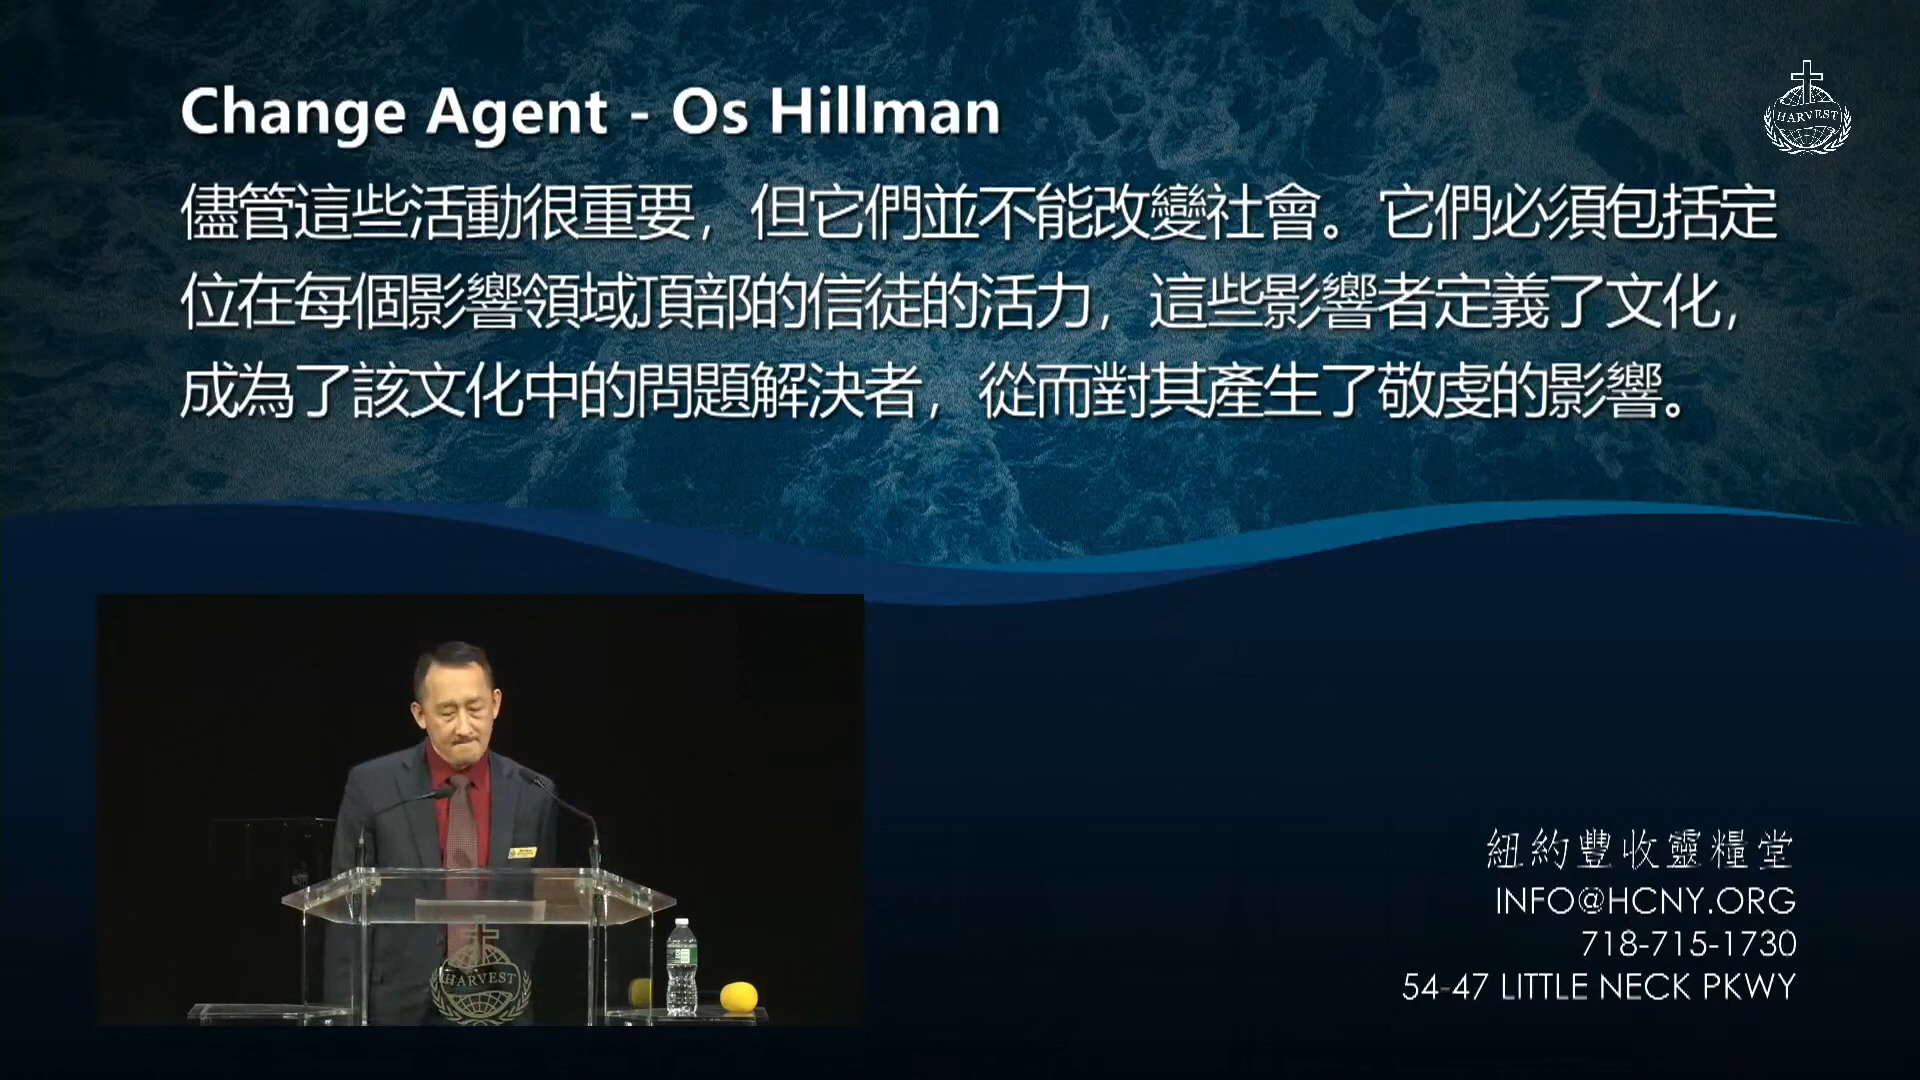 Change Agent - Os Hillman
HARVEST
儘管這些活動很重要，但它們並不能改變社會。它們必須包括定
位在每個影響領域頂部的信徒的活力，這些影響者定義了文化，
成為了該文化中的問題解決者，從而對其產生了敬虔的影響。
HARVEST
紐約豐收靈糧堂
INFO@HCNY.ORG
718-715-1730
54-47 LITTLE NECK PKWY